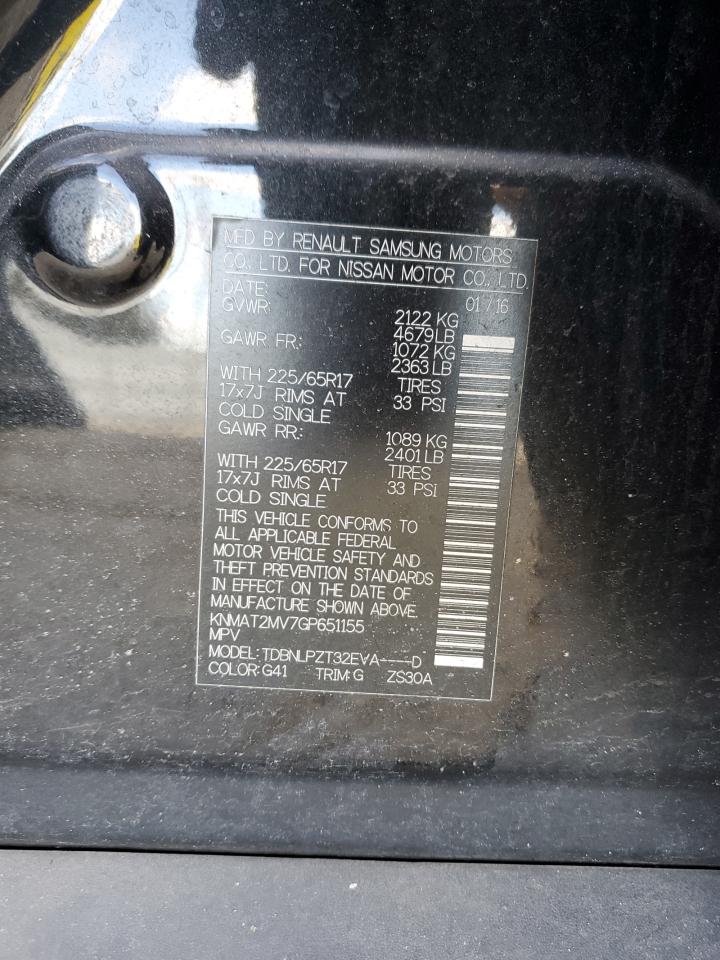 MFD BY RENAULT SAMSUNG MOTORS
CO., LTD. FOR NISSAN MOTOR CO., LTD.
DATE: 01/16
GVWR: 2122 KG
4679 LB
GAWR FR.: 1072 KG
2363 LB
WITH 225/65R17 TIRES
17x7J RIMS AT 33 PSI
COLD SINGLE
GAWR RR.: 1089 KG
2401 LB
WITH 225/65R17 TIRES
17x7J RIMS AT 33 PSI
COLD SINGLE
THIS VEHICLE CONFORMS TO
ALL APPLICABLE FEDERAL
MOTOR VEHICLE SAFETY AND
THEFT PREVENTION STANDARDS
IN EFFECT ON THE DATE OF
MANUFACTURE SHOWN ABOVE.
KNMAT2MV7GP651155
MPV
MODEL: TDBNLPZT32EVA----D
COLOR: G41 TRIM: G ZS30A